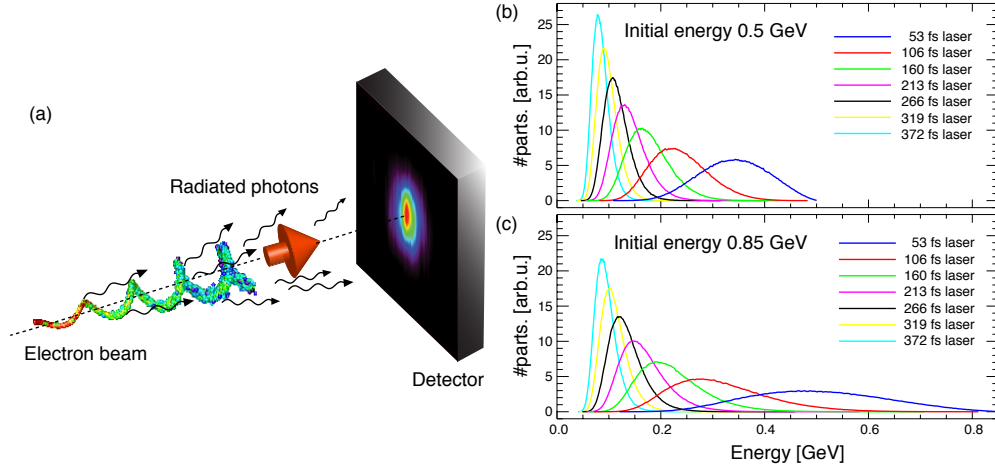 (a)
Radiated photons
Electron beam
Detector
(b)
Initial energy 0.5 GeV
53 fs laser
106 fs laser
160 fs laser
213 fs laser
266 fs laser
319 fs laser
372 fs laser
#parts. [arb.u.]
25
20
15
10
5
0
(c)
Initial energy 0.85 GeV
53 fs laser
106 fs laser
160 fs laser
213 fs laser
266 fs laser
319 fs laser
372 fs laser
#parts. [arb.u.]
25
20
15
10
5
0
0.0 0.2 0.4 0.6 0.8
Energy [GeV]